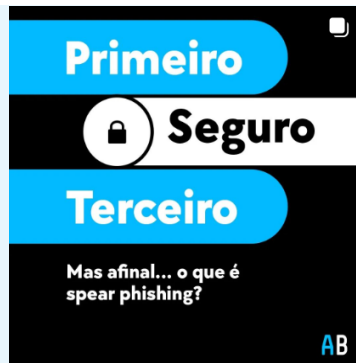 Primeiro
Seguro
Terceiro
Mas afinal... o que é
spear phishing?
AB